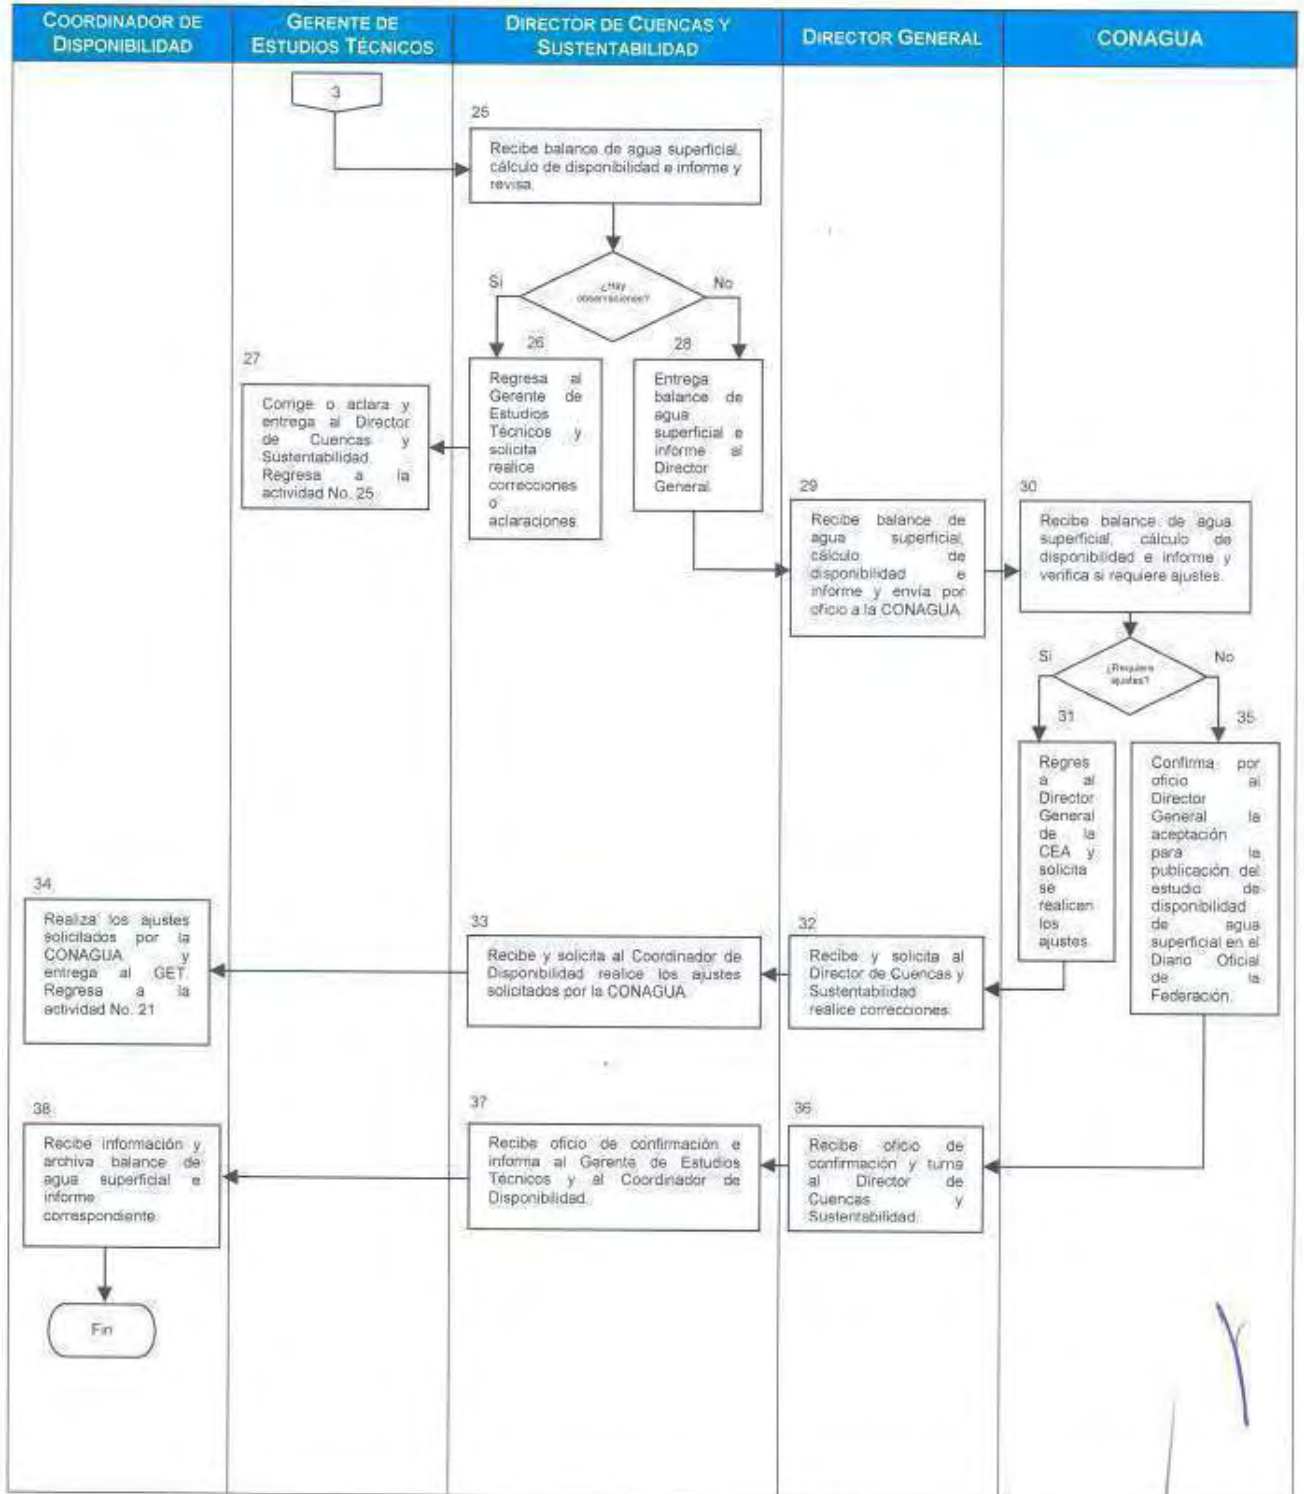 COORDINADOR DE
DISPONIBILIDAD
GERENTE DE
ESTUDIOS TÉCNICOS
DIRECTOR DE CUENCAS Y
SUSTENTABILIDAD
DIRECTOR GENERAL
CONAGUA
3
25
Recibe balance de agua superficial,
cálculo de disponibilidad e informe y
revisa.
¿Hay
observaciones?
Si
No
26
Regresa al
Gerente de
Estudios
Técnicos y
solicita
realice
correcciones
o
aclaraciones
27
Corrige o aclara y
entrega al Director
de Cuencas y
Sustentabilidad.
Regresa a la
actividad No. 25
28
Entrega
balance de
agua
superficial e
informe al
Director
General.
29
Recibe balance de
agua superficial,
cálculo de
disponibilidad e
informe y envía por
oficio a la CONAGUA
30
Recibe balance de agua
superficial, cálculo de
disponibilidad e informe y
verifica si requiere ajustes.
¿Requiere
ajustes?
Si
No
31
Regres
a al
Director
General
de la
CEA y
solicita
se
realicen
los
ajustes
35
Confirma por
oficio al
Director
General la
aceptación
para la
publicación del
estudio de
disponibilidad
de agua
superficial en el
Diario Oficial
de la
Federación.
32
Recibe y solicita al
Director de Cuencas y
Sustentabilidad
realice correcciones
33
Recibe y solicita al Coordinador de
Disponibilidad realice los ajustes
solicitados por la CONAGUA
34
Realiza los ajustes
solicitados por la
CONAGUA y
entrega al GET.
Regresa a la
actividad No. 21
36
Recibe oficio de
confirmación y turna
al Director de
Cuencas y
Sustentabilidad
37
Recibe oficio de confirmación e
informa al Gerente de Estudios
Técnicos y al Coordinador de
Disponibilidad.
38
Recibe información y
archiva balance de
agua superficial e
informe
correspondiente
Fin